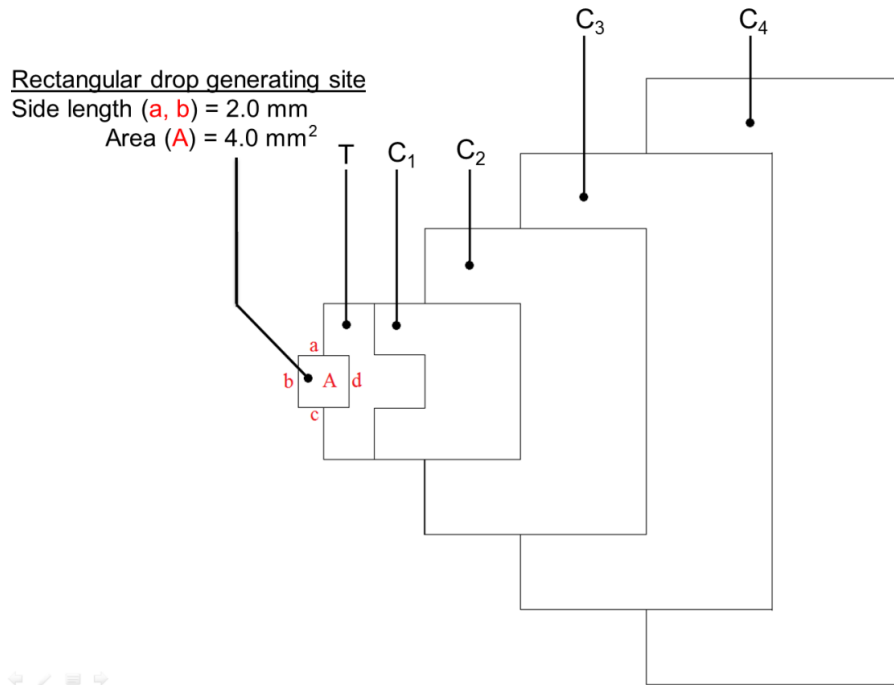 C₃
C₄
Rectangular drop generating site
Side length (a, b) = 2.0 mm
Area (A) = 4.0 mm²
T
C₁
C₂
a
b
A
d
c